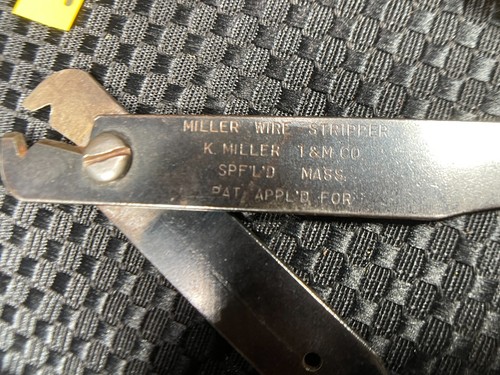 MILLER WIRE STRIPPER
K. MILLER T&M CO
SPF'L'D MASS.
PAT. APPL'D FOR